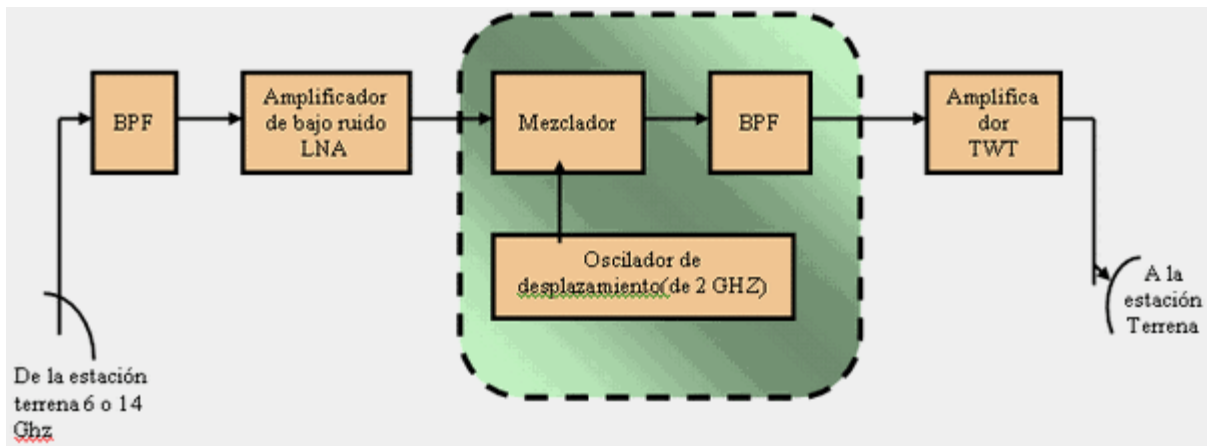 BPF
Amplificador
de bajo ruido
LNA
Mezclador
BPF
Amplifica
dor
TWT
Oscilador de
desplazamiento(de 2 GHZ)
A la
estación
Terrena
De la estación
terrena 6 o 14
Ghz